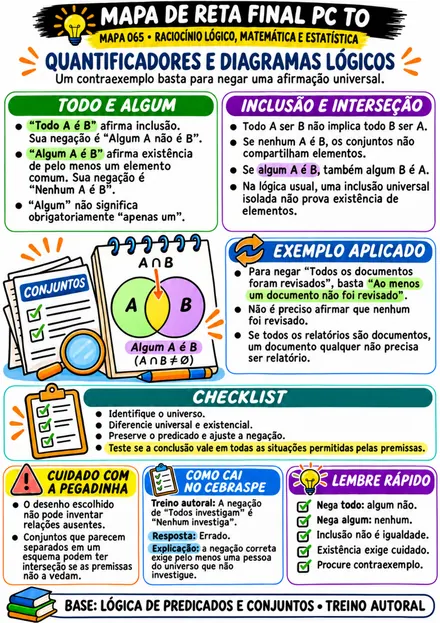 MAPA DE RETA FINAL PC TO
MAPA 065 • RACIOCÍNIO LÓGICO, MATEMÁTICA E ESTATÍSTICA
QUANTIFICADORES E DIAGRAMAS LÓGICOS
Um contraexemplo basta para negar uma afirmação universal.
TODO E ALGUM
• “Todo A é B” afirma inclusão.
Sua negação é “Algum A não é B”.
• “Algum A é B” afirma existência
de pelo menos um elemento
comum. Sua negação é
“Nenhum A é B”.
• “Algum” não significa
obrigatoriamente “apenas um”.
INCLUSÃO E INTERSEÇÃO
• Todo A ser B não implica todo B ser A.
• Se nenhum A é B, os conjuntos não
compartilham elementos.
• Se algum A é B, também algum B é A.
• Na lógica usual, uma inclusão universal
isolada não prova existência de
elementos.
CONJUNTOS
A ∩ B
A
B
Algum A é B
(A ∩ B ≠ Ø)
EXEMPLO APLICADO
• Para negar “Todos os documentos
foram revisados”, basta “Ao menos
um documento não foi revisado”.
• Não é preciso afirmar que nenhum
foi revisado.
• Se todos os relatórios são documentos,
um documento qualquer não precisa
ser relatório.
CHECKLIST
• Identifique o universo.
• Diferencie universal e existencial.
• Preserve o predicado e ajuste a negação.
• Teste se a conclusão vale em todas as situações permitidas pelas premissas.
CUIDADO COM
A PEGADINHA
• O desenho escolhido
não pode inventar
relações ausentes.
• Conjuntos que parecem
separados em um
esquema podem ter
interseção se as premissas
não a vedam.
COMO CAI
NO CEBRASPE
Treino autoral: A negação
de “Todos investigam” é
“Nenhum investiga”.
Resposta: Errado.
Explicação: a negação correta
exige pelo menos uma pessoa
do universo que não
investigue.
LEMBRE RÁPIDO
Nega todo: algum não.
Nega algum: nenhum.
Inclusão não é igualdade.
Existência exige cuidado.
Procure contraexemplo.
BASE: LÓGICA DE PREDICADOS E CONJUNTOS • TREINO AUTORAL